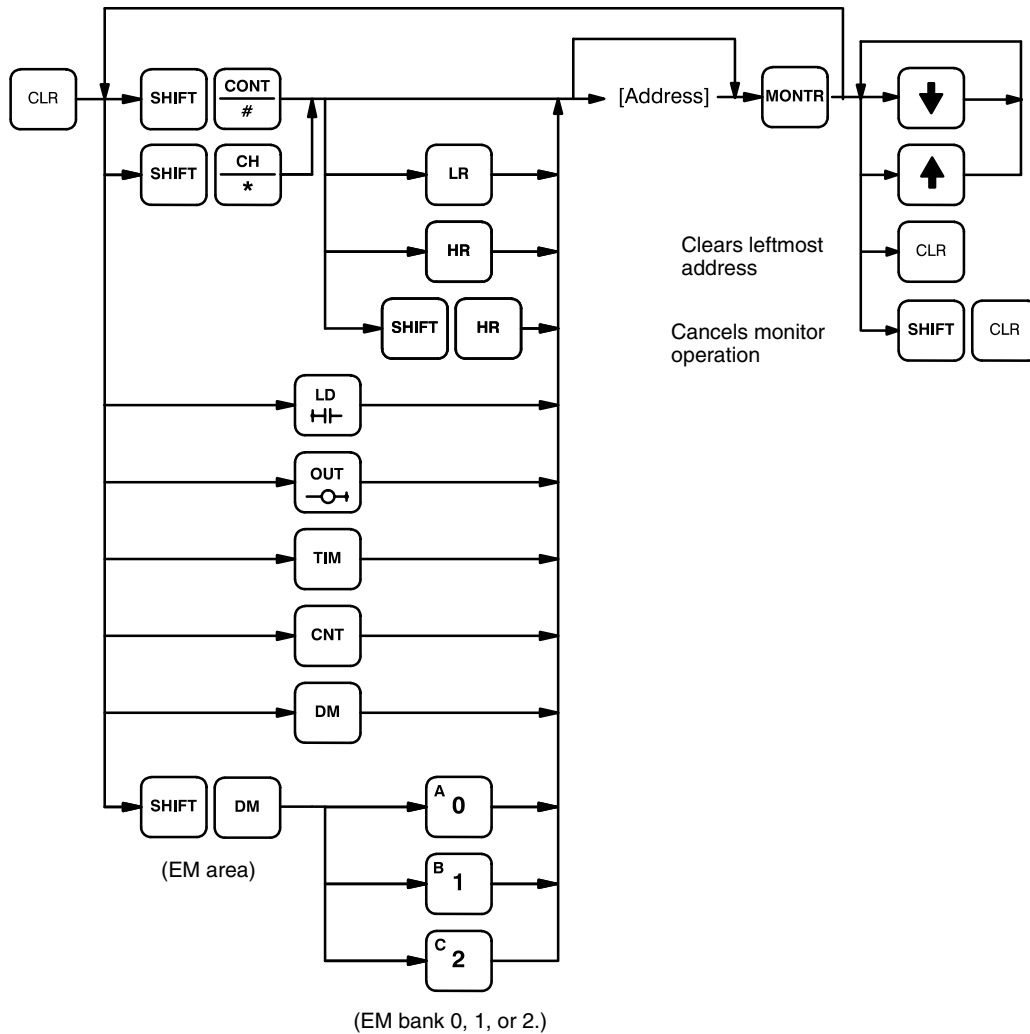 CLR SHIFT CONT # [Address] MONTR
SHIFT CH *
LR
HR
Clears leftmost
address
CLR
SHIFT HR
Cancels monitor
operation
SHIFT CLR
LD
OUT
TIM
CNT
DM
SHIFT DM
(EM area)
A 0
B 1
C 2
(EM bank 0, 1, or 2.)